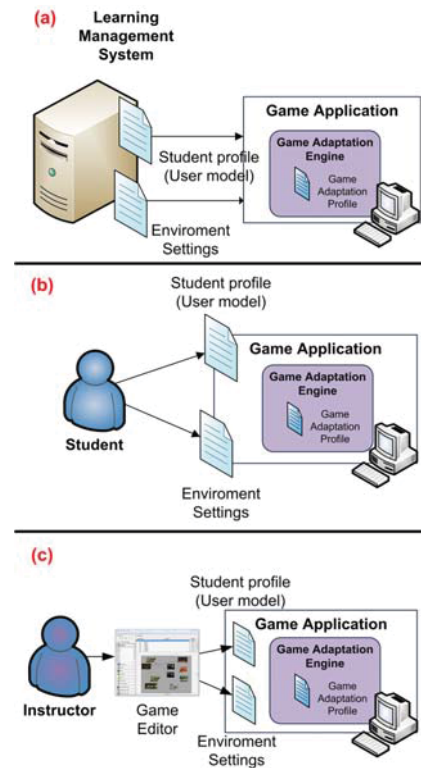 (a)
Learning
Management
System
Game Application
Game Adaptation
Engine
Game
Adaptation
Profile
Student profile
(User model)
Enviroment
Settings
(b)
Student profile
(User model)
Game Application
Game Adaptation
Engine
Game
Adaptation
Profile
Student
Enviroment
Settings
(c)
Student profile
(User model)
Game Application
Game Adaptation
Engine
Game
Adaptation
Profile
Instructor
Game
Editor
Enviroment
Settings